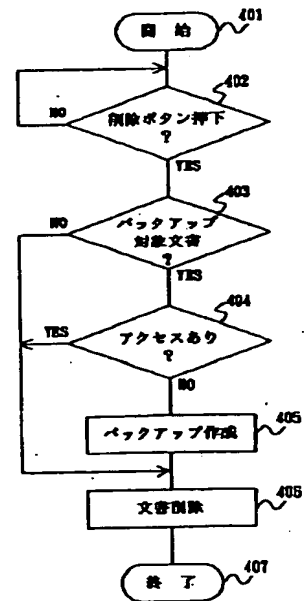 開始
401
402
NO
削除ボタン押下
?
YES
403
NO
バックアップ
対象文書
?
YES
404
YES
アクセスあり
?
NO
405
バックアップ作成
406
文書削除
終了
407